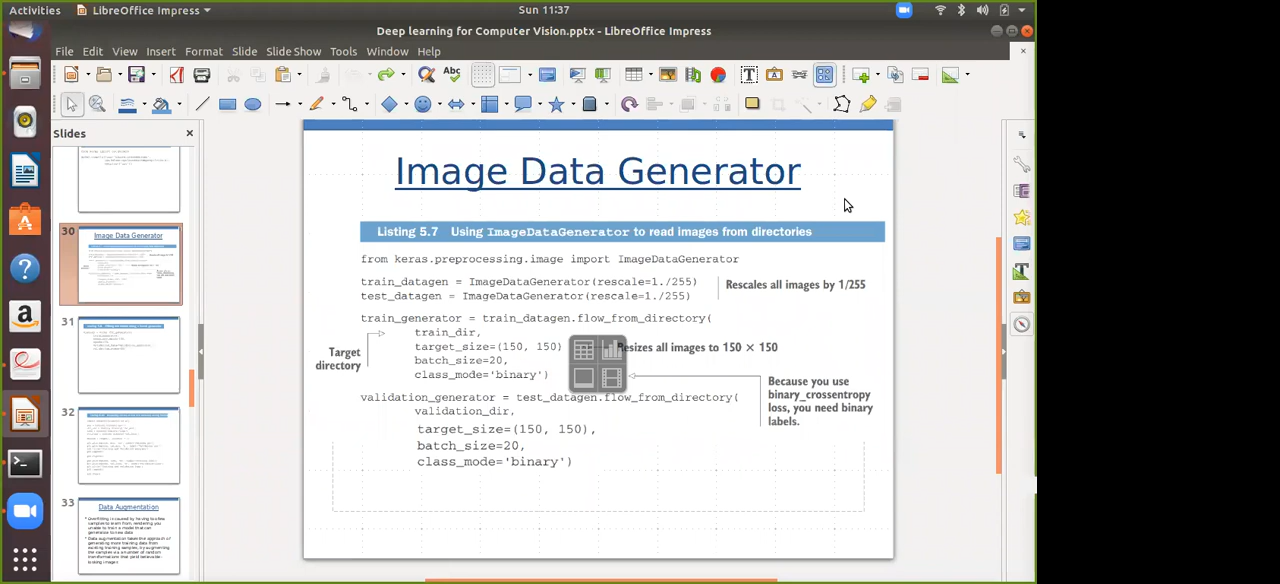 Activities LibreOffice Impress Sun 11:37
Deep learning for Computer Vision.pptx - LibreOffice Impress
File Edit View Insert Format Slide Slide Show Tools Window Help
Slides
30
Image Data Generator
31
32
33
Data Augmentation
Image Data Generator
Listing 5.7 Using ImageDataGenerator to read images from directories
from keras.preprocessing.image import ImageDataGenerator
train_datagen = ImageDataGenerator(rescale=1./255)
test_datagen = ImageDataGenerator(rescale=1./255)
Rescales all images by 1/255
train_generator = train_datagen.flow_from_directory(
train_dir,
target_size=(150, 150)
batch_size=20,
class_mode='binary')
Target
directory
Resizes all images to 150 × 150
validation_generator = test_datagen.flow_from_directory(
validation_dir,
target_size=(150, 150),
batch_size=20,
class_mode='binary')
Because you use
binary_crossentropy
loss, you need binary
labels.